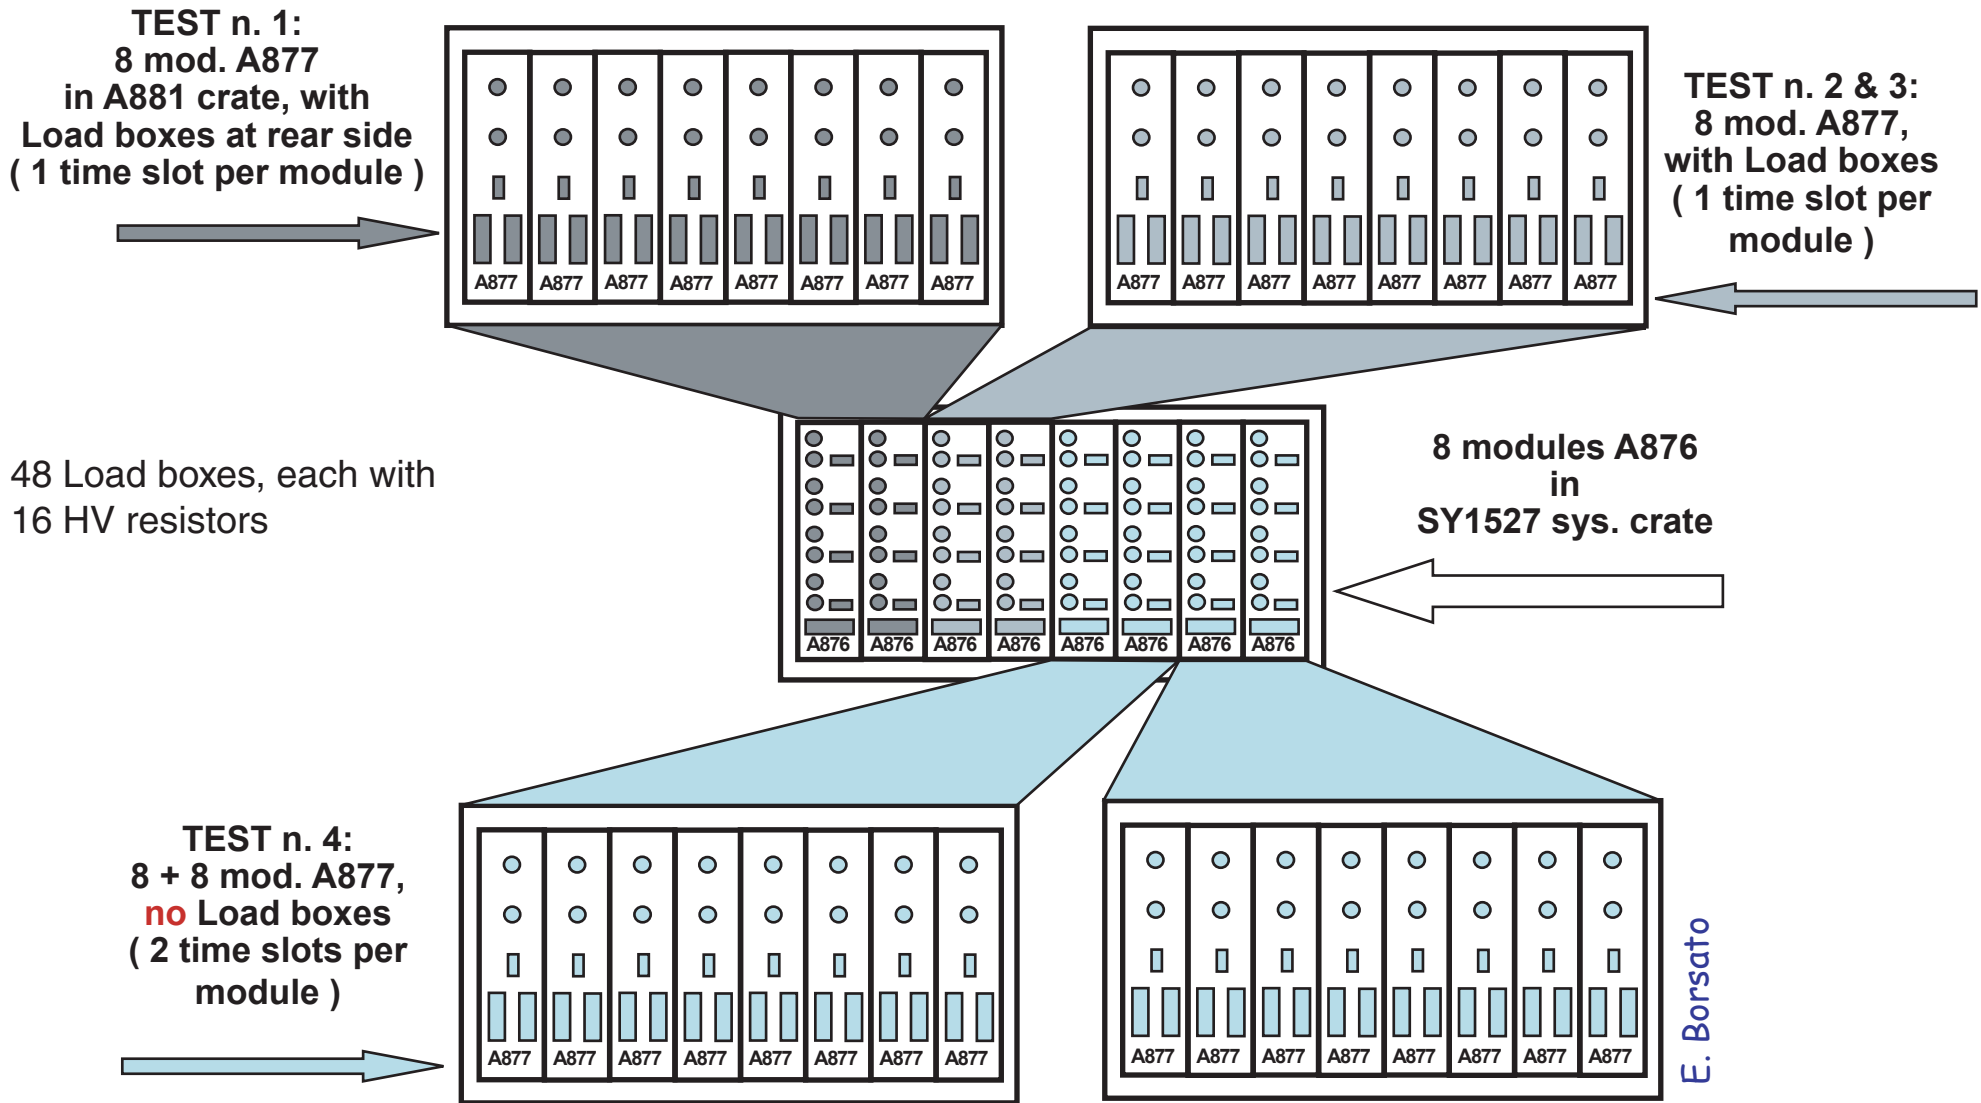 TEST n. 1:
8 mod. A877
in A881 crate, with
Load boxes at rear side
( 1 time slot per module )
A877 A877 A877 A877 A877 A877 A877 A877
A877 A877 A877 A877 A877 A877 A877 A877
TEST n. 2 & 3:
8 mod. A877,
with Load boxes
( 1 time slot per
module )
48 Load boxes, each with
16 HV resistors
A876 A876 A876 A876 A876 A876 A876 A876
8 modules A876
in
SY1527 sys. crate
TEST n. 4:
8 + 8 mod. A877,
no Load boxes
( 2 time slots per
module )
A877 A877 A877 A877 A877 A877 A877 A877
A877 A877 A877 A877 A877 A877 A877 A877
E. Borsato